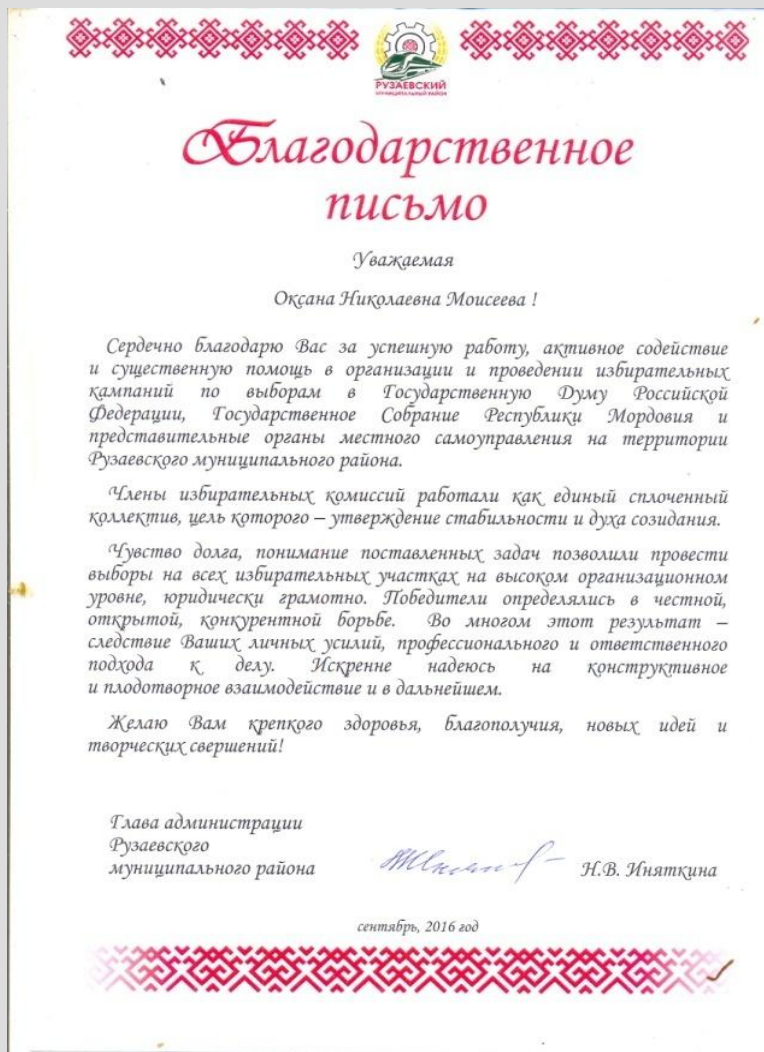 РУЗАЕВСКИЙ
МУНИЦИПАЛЬНЫЙ РАЙОН
Благодарственное
письмо
Уважаемая
Оксана Николаевна Моисеева !
Сердечно благодарю Вас за успешную работу, активное содействие
и существенную помощь в организации и проведении избирательных
кампаний по выборам в Государственную Думу Российской
Федерации, Государственное Собрание Республики Мордовия и
представительные органы местного самоуправления на территории
Рузаевского муниципального района.
Члены избирательных комиссий работали как единый сплоченный
коллектив, цель которого – утверждение стабильности и духа созидания.
Чувство долга, понимание поставленных задач позволили провести
выборы на всех избирательных участках на высоком организационном
уровне, юридически грамотно. Победители определялись в честной,
открытой, конкурентной борьбе. Во многом этот результат –
следствие Ваших личных усилий, профессионального и ответственного
подхода к делу. Искренне надеюсь на конструктивное
и плодотворное взаимодействие и в дальнейшем.
Желаю Вам крепкого здоровья, благополучия, новых идей и
творческих свершений!
Глава администрации
Рузаевского
муниципального района Н.В. Иняткина
сентябрь, 2016 год